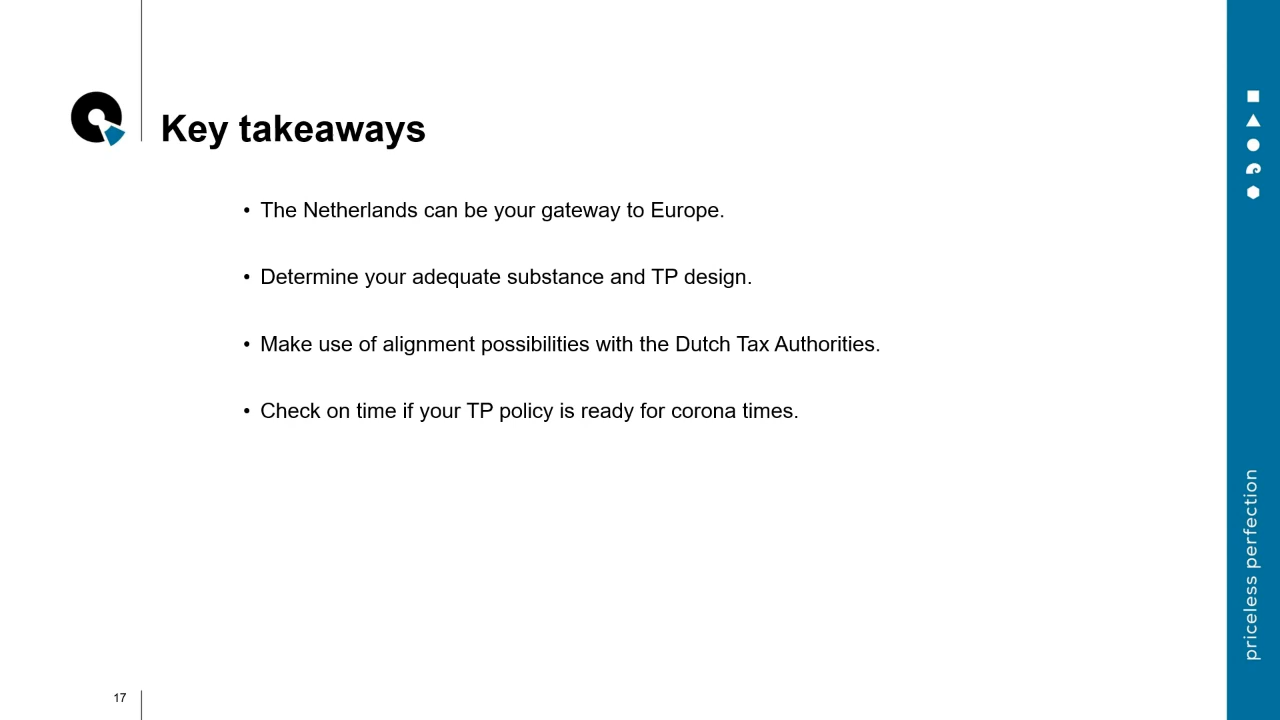 Key takeaways
• The Netherlands can be your gateway to Europe.
• Determine your adequate substance and TP design.
• Make use of alignment possibilities with the Dutch Tax Authorities.
• Check on time if your TP policy is ready for corona times.
priceless perfection
17